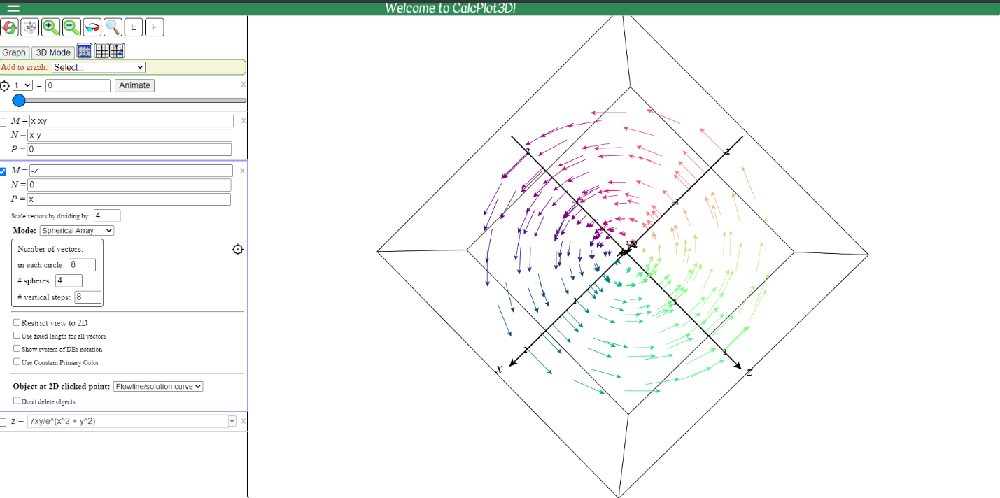 Welcome to CalcPlot3D!
E F
Graph 3D Mode
Add to graph: Select...
t = 0 Animate x
M = x-xy x
N = x-y
P = 0
M = -z x
N = 0
P = x
Scale vectors by dividing by: 4
Mode: Spherical Array
Number of vectors:
in each circle: 8
# spheres: 4
# vertical steps: 8
Restrict view to 2D
Use fixed length for all vectors
Show system of DEs notation
Use Constant Primary Color
Object at 2D clicked point: Flowline/solution curve
Don't delete objects
z = 7xy/e^(x^2 + y^2) x
-2 -2
-1 -1
1 1
2 2
x z